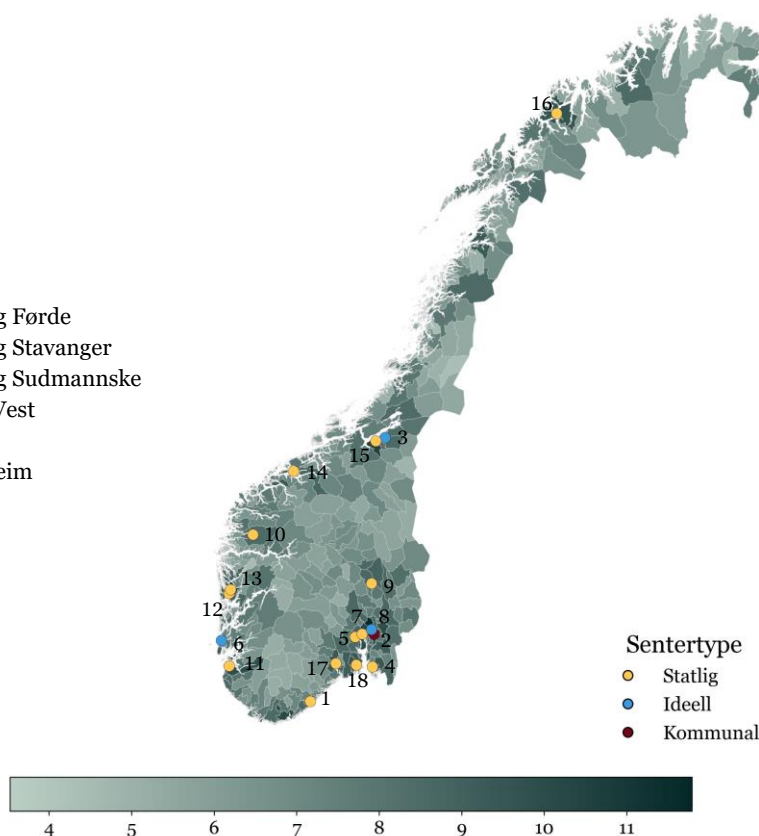 16
g Førde
g Stavanger
g Sudmannske
Vest
3
15
eim
14
10
13
9
12
7 8
5 2
6
Sentertype
11 17
18 4
Statlig
1
Ideell
Kommunal
4 5 6 7 8 9 10 11